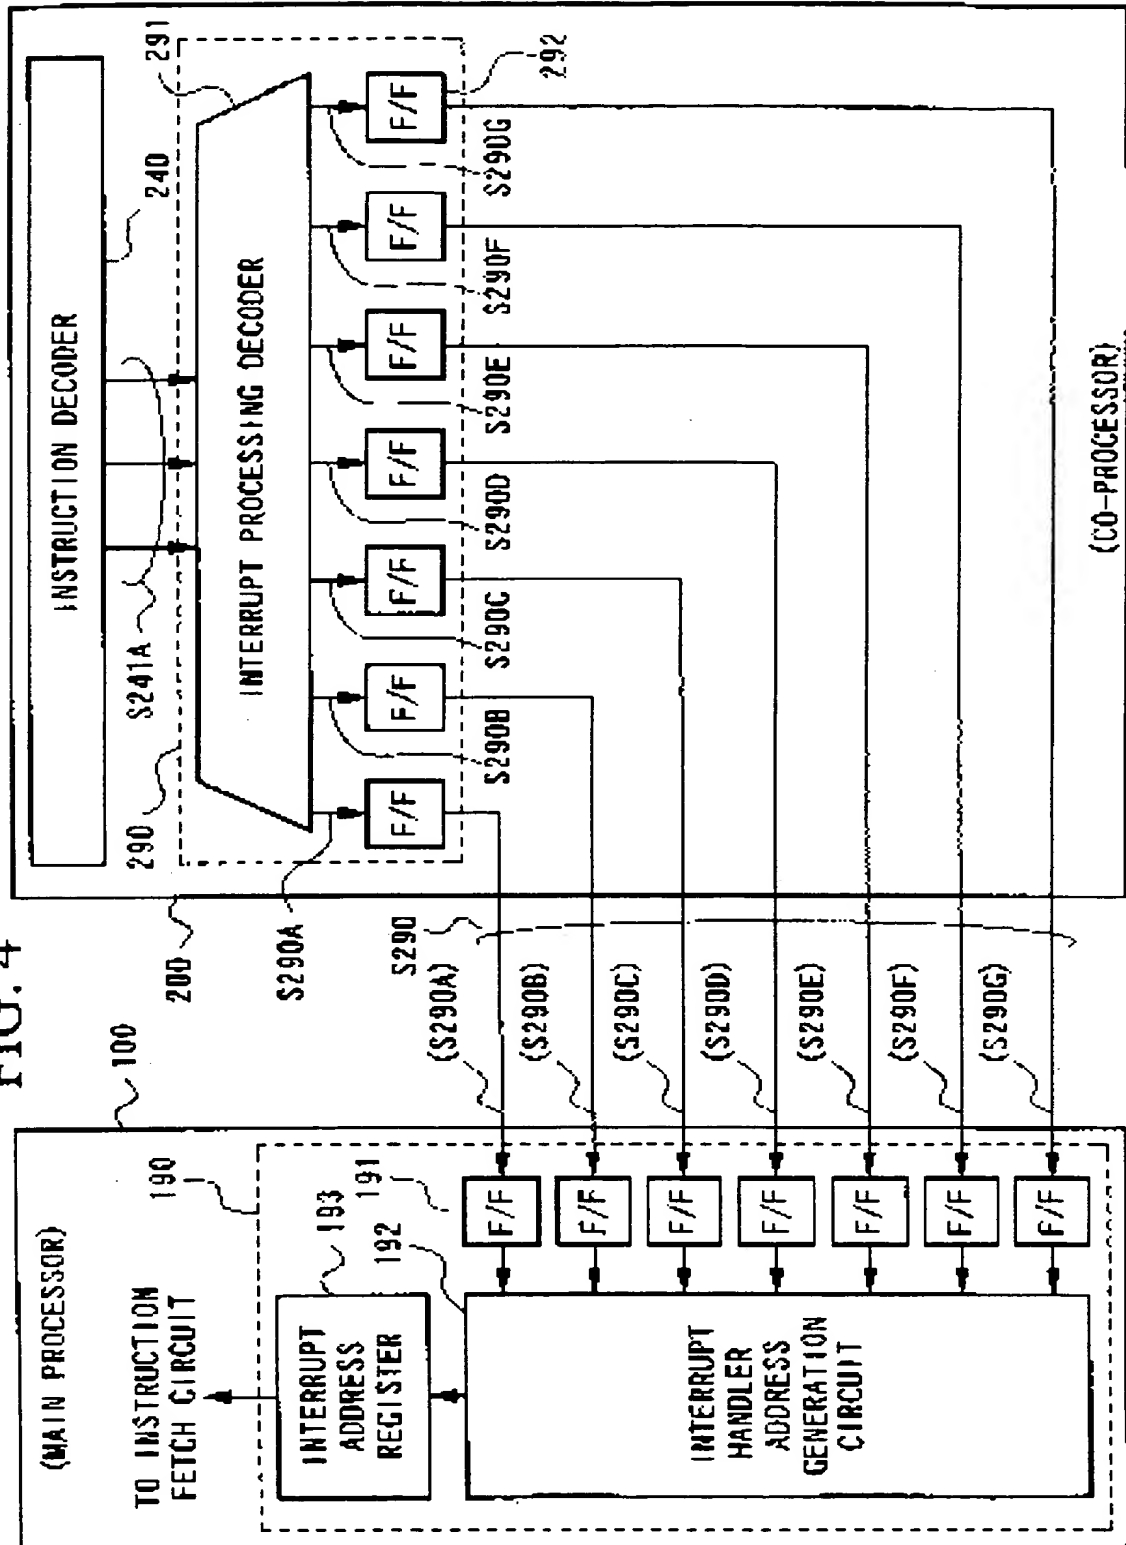 FIG. 4
(MAIN PROCESSOR)
100
TO INSTRUCTION
FETCH CIRCUIT
190
193
INTERRUPT
ADDRESS
REGISTER
192
191
INTERRUPT
HANDLER
ADDRESS
GENERATION
CIRCUIT
F/F
F/F
F/F
F/F
F/F
F/F
F/F
S290
(S290A)
(S290B)
(S290C)
(S290D)
(S290E)
(S290F)
(S290G)
200
290
S241A
INSTRUCTION DECODER
240
291
INTERRUPT PROCESSING DECODER
S290A
S290B
S290C
S290D
S290E
S290F
S290G
F/F
F/F
F/F
F/F
F/F
F/F
F/F
292
(CO-PROCESSOR)